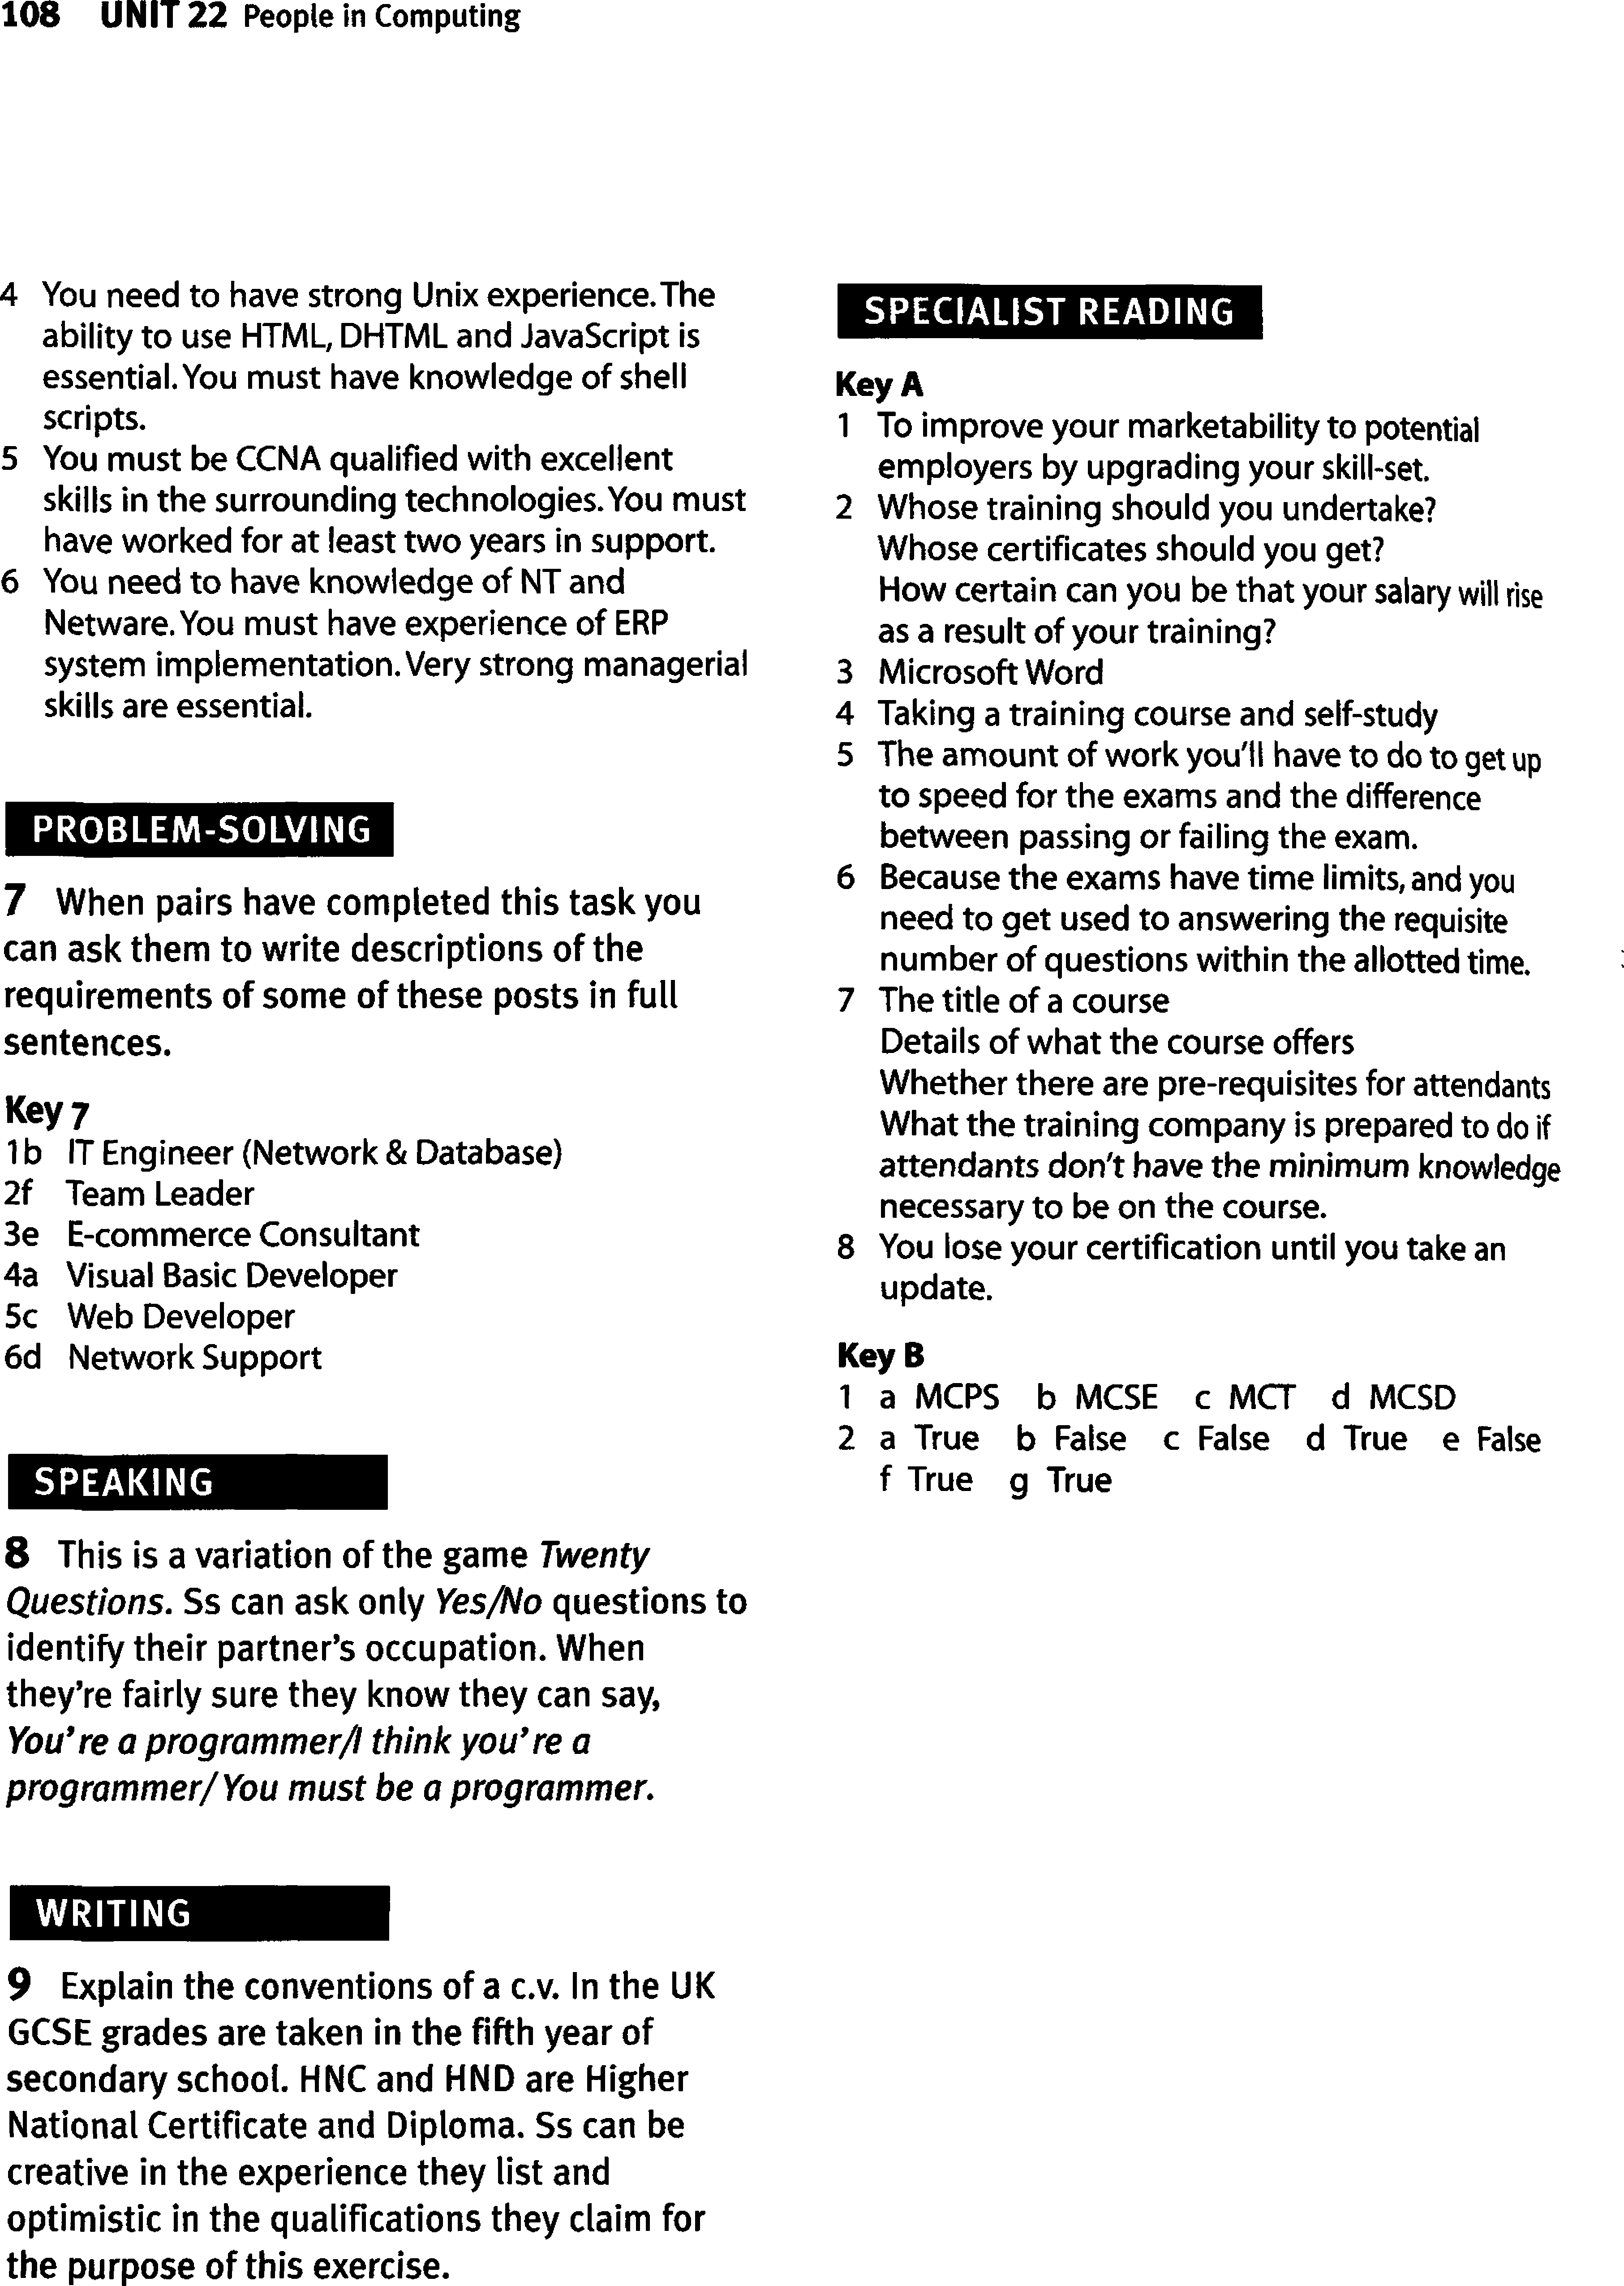 108 UNIT 22 People in Computing
4 You need to have strong Unix experience. The
ability to use HTML, DHTML and JavaScript is
essential. You must have knowledge of shell
scripts.
5 You must be CCNA qualified with excellent
skills in the surrounding technologies. You must
have worked for at least two years in support.
6 You need to have knowledge of NT and
Netware. You must have experience of ERP
system implementation. Very strong managerial
skills are essential.
PROBLEM-SOLVING
7 When pairs have completed this task you
can ask them to write descriptions of the
requirements of some of these posts in full
sentences.
Key 7
1b IT Engineer (Network & Database)
2f Team Leader
3e E-commerce Consultant
4a Visual Basic Developer
5c Web Developer
6d Network Support
SPEAKING
8 This is a variation of the game Twenty
Questions. Ss can ask only Yes/No questions to
identify their partner's occupation. When
they're fairly sure they know they can say,
You're a programmer/I think you're a
programmer/You must be a programmer.
WRITING
9 Explain the conventions of a c.v. In the UK
GCSE grades are taken in the fifth year of
secondary school. HNC and HND are Higher
National Certificate and Diploma. Ss can be
creative in the experience they list and
optimistic in the qualifications they claim for
the purpose of this exercise.
SPECIALIST READING
Key A
1 To improve your marketability to potential
employers by upgrading your skill-set.
2 Whose training should you undertake?
Whose certificates should you get?
How certain can you be that your salary will rise
as a result of your training?
3 Microsoft Word
4 Taking a training course and self-study
5 The amount of work you'll have to do to get up
to speed for the exams and the difference
between passing or failing the exam.
6 Because the exams have time limits, and you
need to get used to answering the requisite
number of questions within the allotted time.
7 The title of a course
Details of what the course offers
Whether there are pre-requisites for attendants
What the training company is prepared to do if
attendants don't have the minimum knowledge
necessary to be on the course.
8 You lose your certification until you take an
update.
Key B
1 a MCPS b MCSE c MCT d MCSD
2 a True b False c False d True e False
f True g True